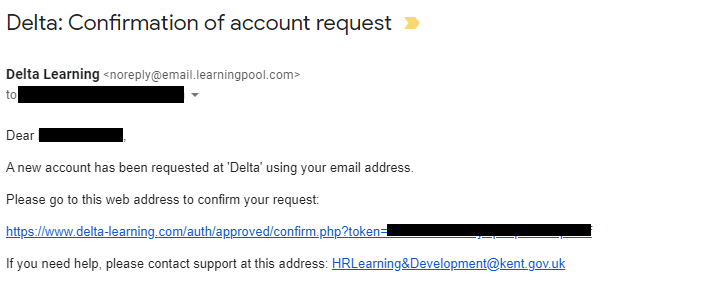 Delta: Confirmation of account request
Delta Learning <noreply@email.learningpool.com>
to
Dear ,
A new account has been requested at 'Delta' using your email address.
Please go to this web address to confirm your request:
https://www.delta-learning.com/auth/approved/confirm.php?token=
If you need help, please contact support at this address: HRLearning&Development@kent.gov.uk